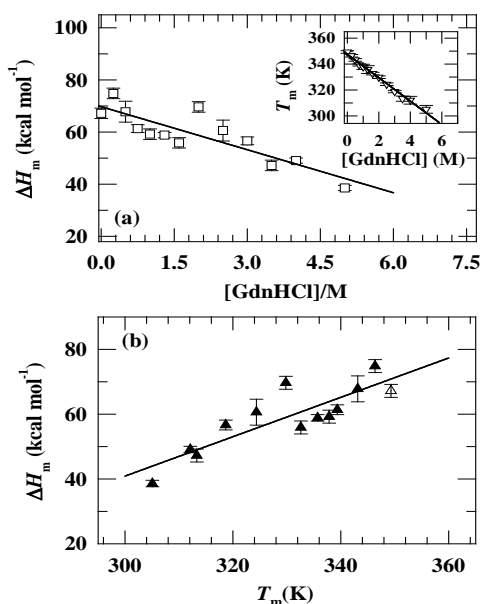 100
80
60
40
20
ΔHm (kcal mol-1)
(a)
0.0 1.5 3.0 4.5 6.0 7.5
[GdnHCl]/M
360
340
320
300
Tm (K)
0 2 4 6
[GdnHCl] (M)
(b)
80
60
40
20
ΔHm (kcal mol-1)
300 320 340 360
Tm(K)